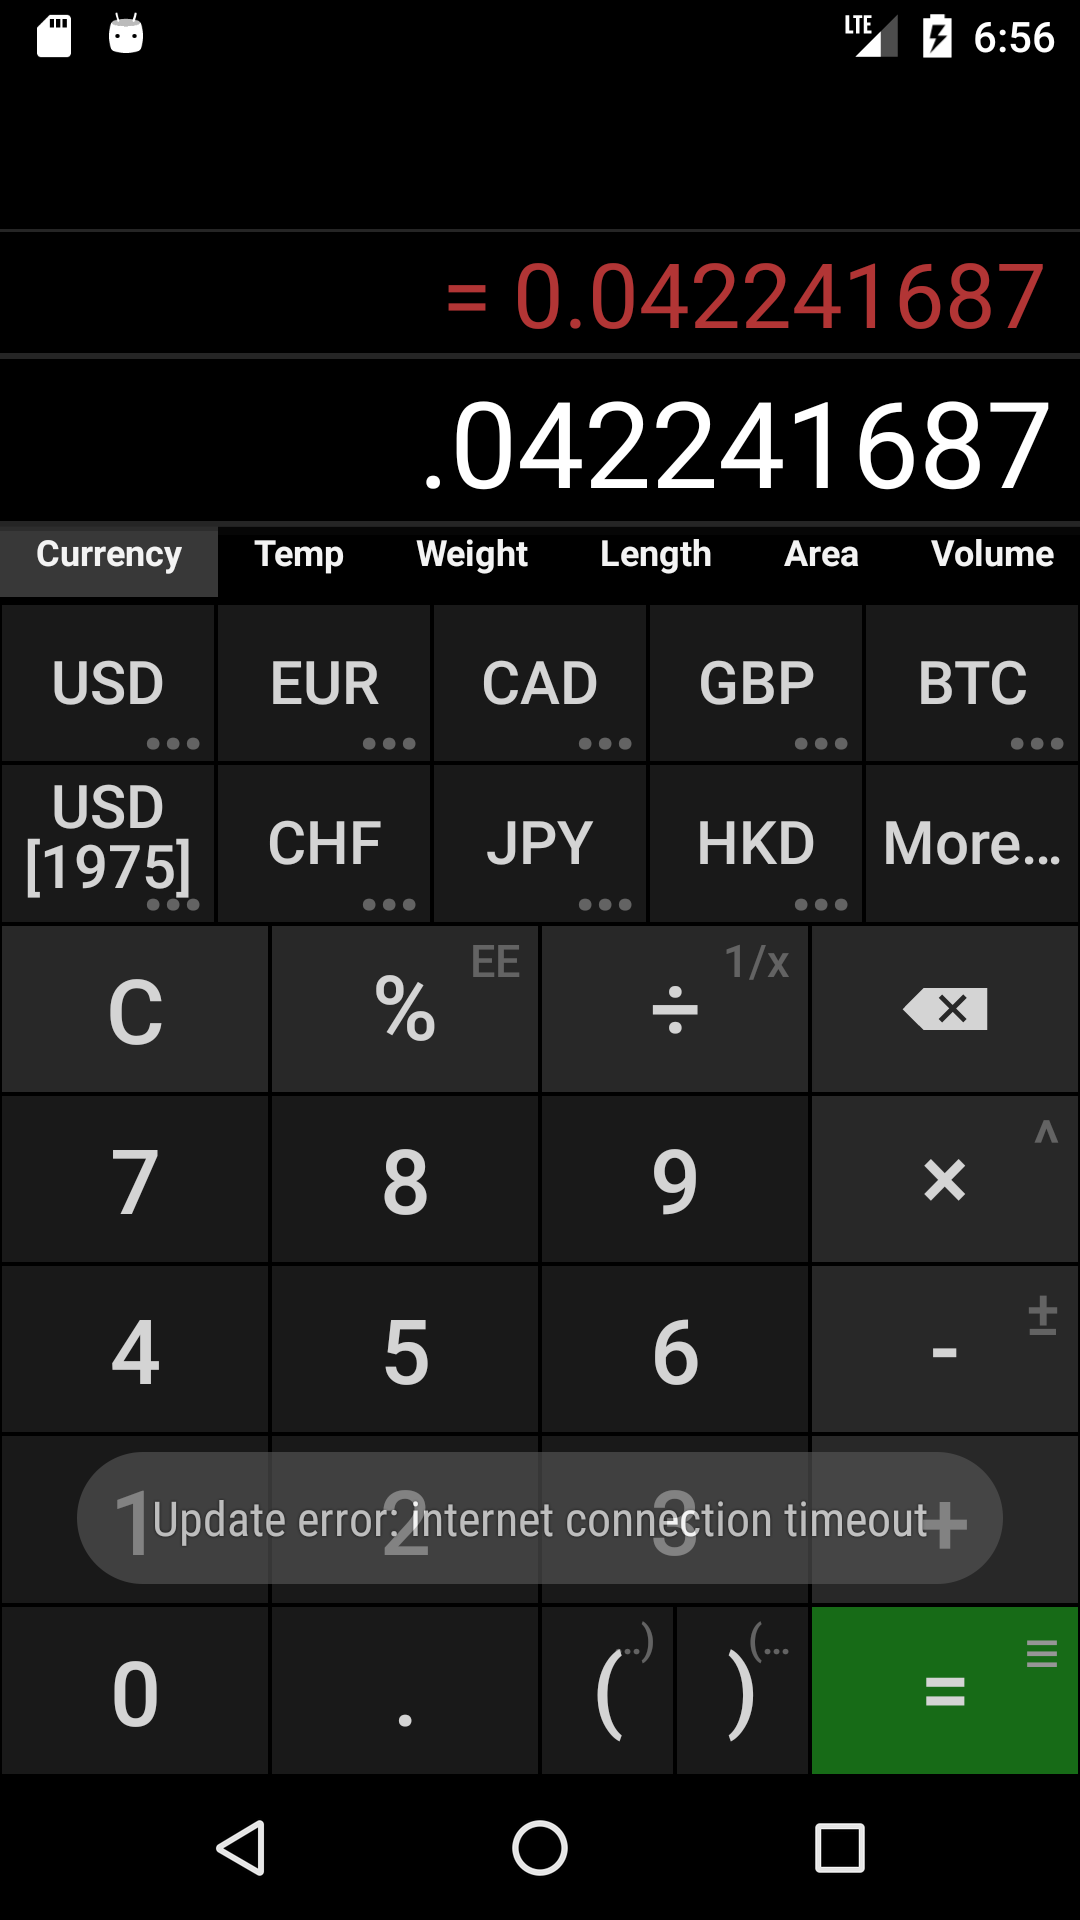 LTE 6:56
= 0.042241687
.042241687
Currency Temp Weight Length Area Volume
USD EUR CAD GBP BTC
USD [1975] CHF JPY HKD More...
C % EE ÷ 1/x
7 8 9 × ^
4 5 6 - ±
1 2 3 +
Update error: internet connection timeout
0 . ( ..) ) (... =